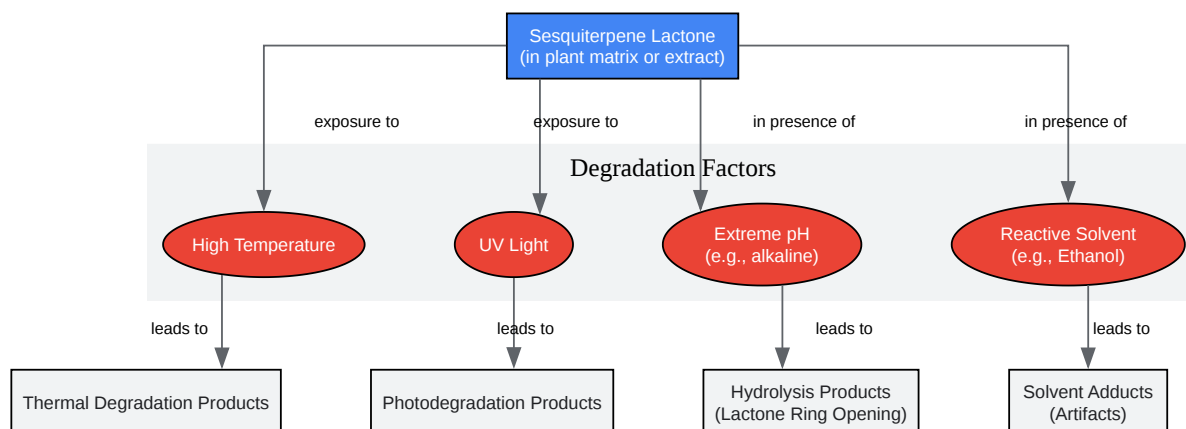 Sesquiterpene Lactone
(in plant matrix or extract)
exposure to
exposure to
in presence of
in presence of
Degradation Factors
High Temperature
UV Light
Extreme pH
(e.g., alkaline)
Reactive Solvent
(e.g., Ethanol)
leads to
leads to
leads to
leads to
Thermal Degradation Products
Photodegradation Products
Hydrolysis Products
(Lactone Ring Opening)
Solvent Adducts
(Artifacts)